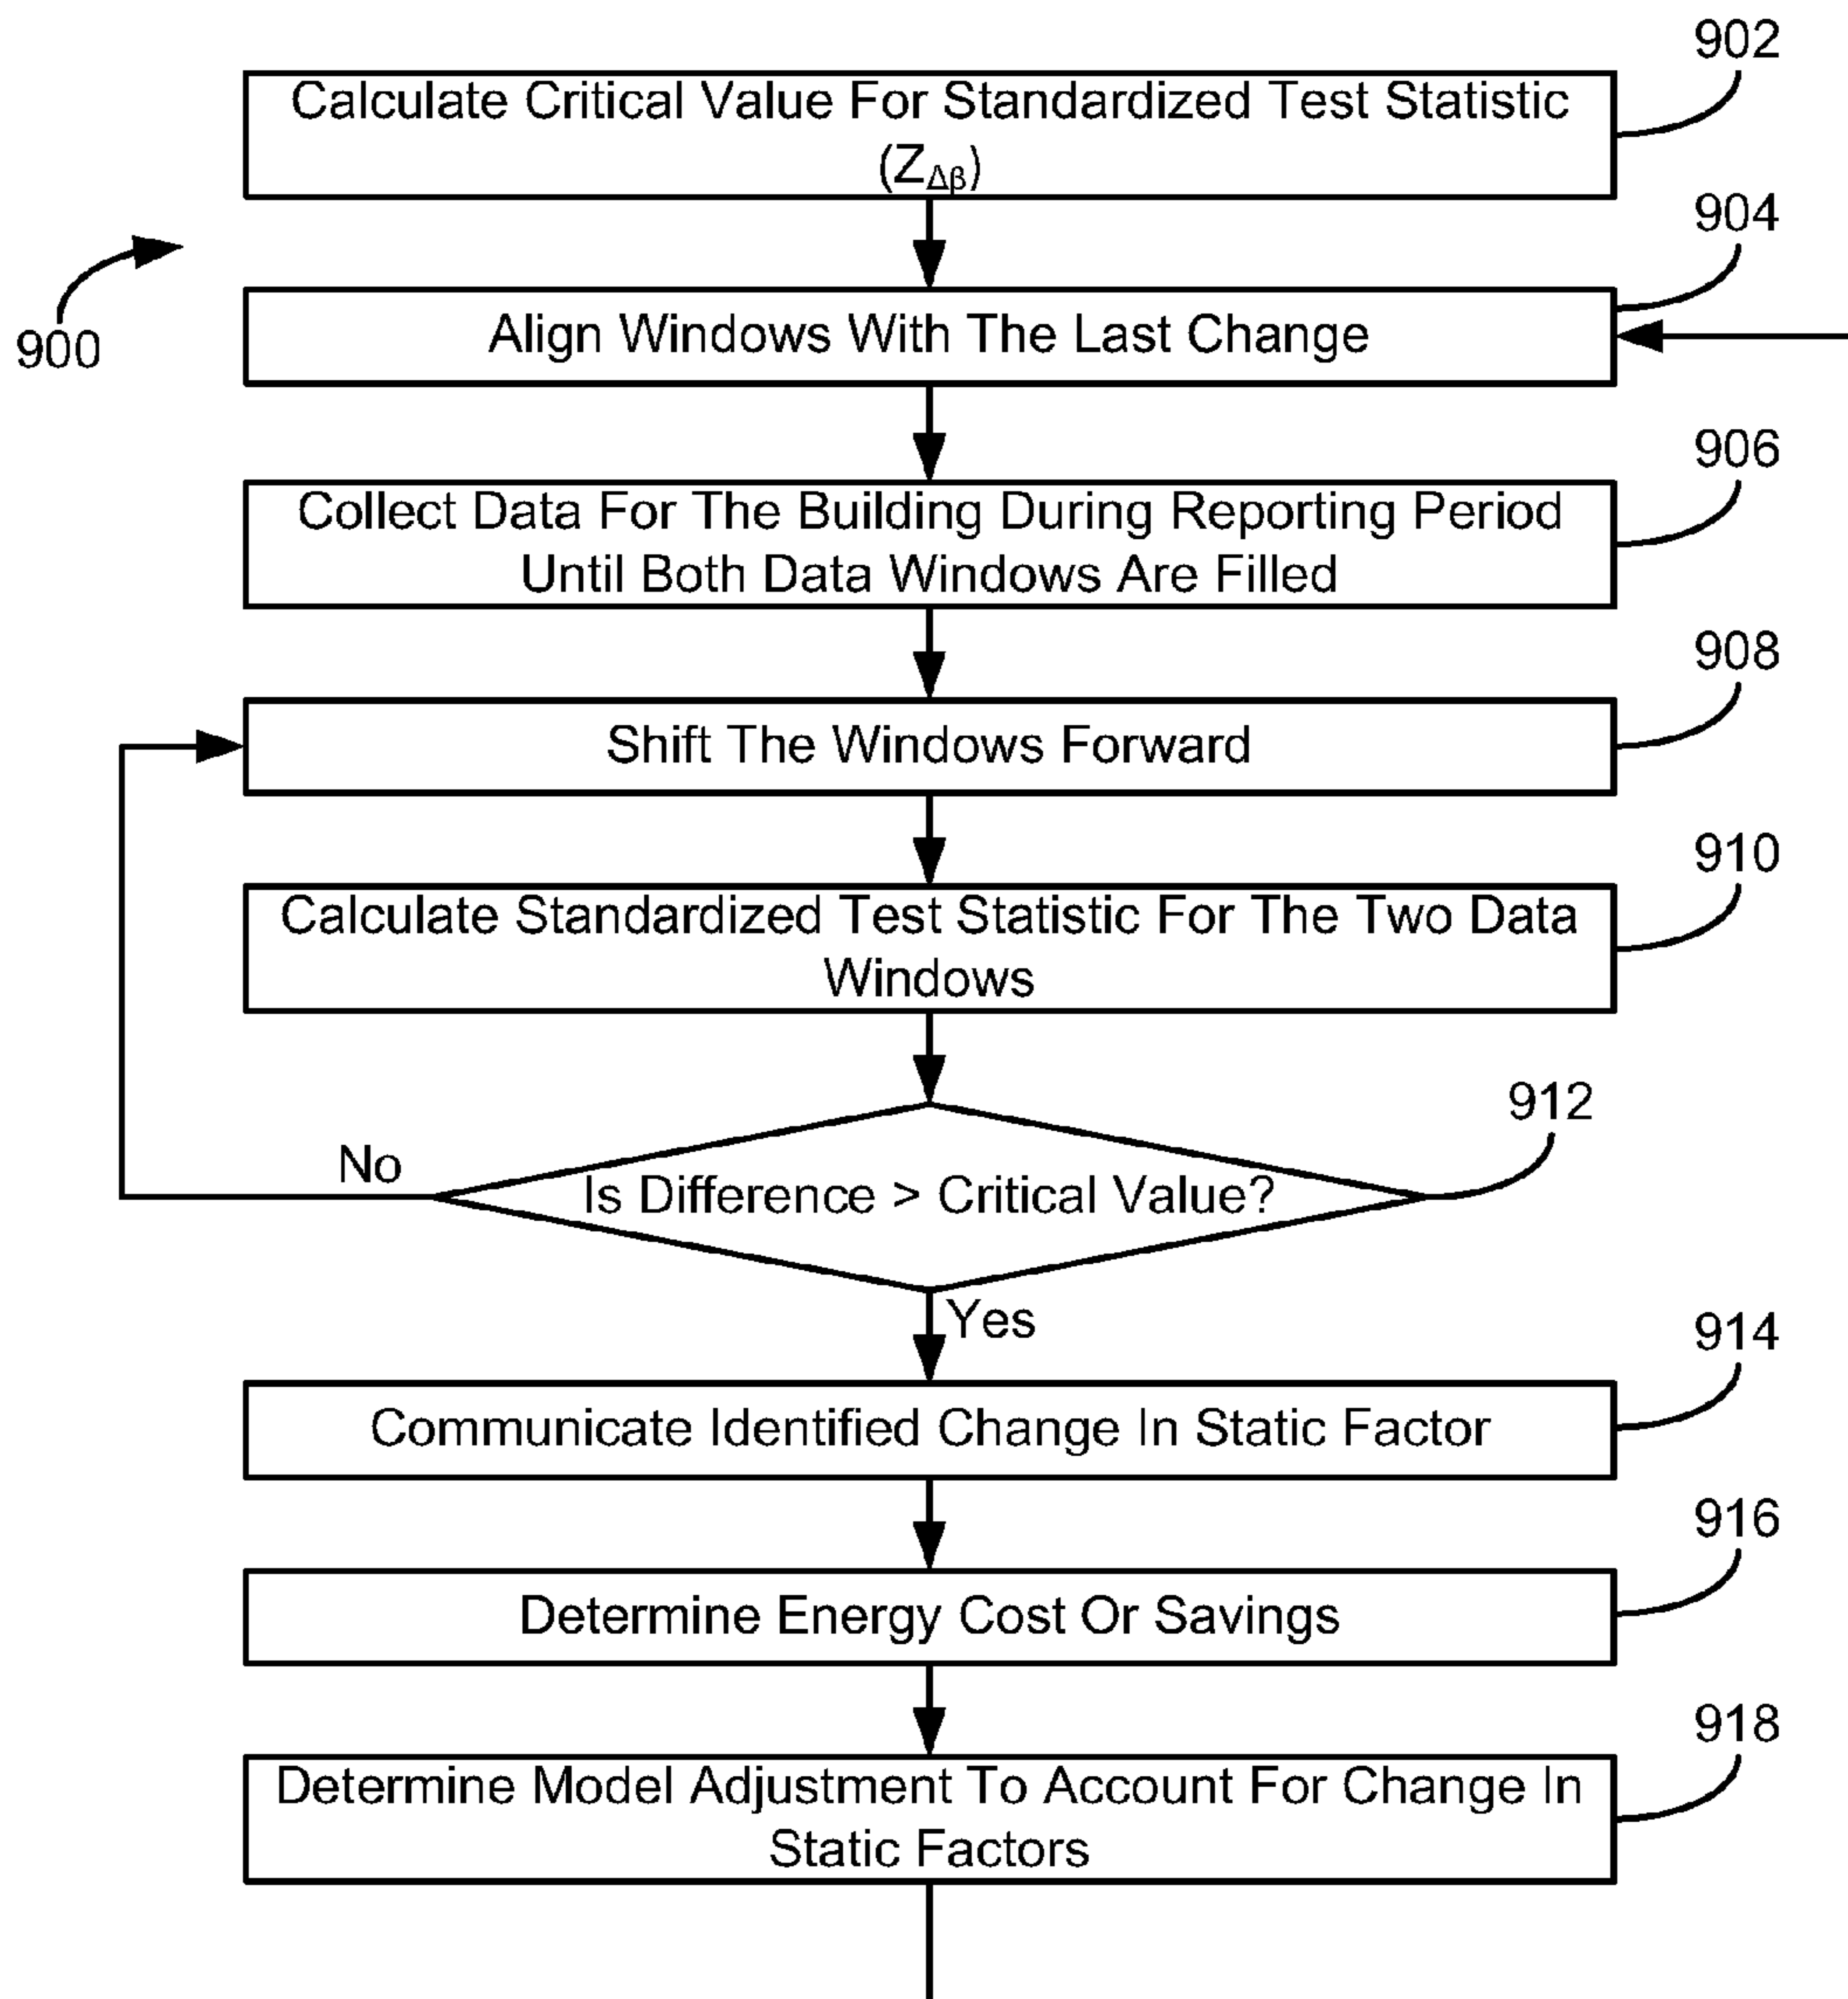 902
Calculate Critical Value For Standardized Test Statistic
(Z_Δβ)
904
900
Align Windows With The Last Change
906
Collect Data For The Building During Reporting Period
Until Both Data Windows Are Filled
908
Shift The Windows Forward
910
Calculate Standardized Test Statistic For The Two Data
Windows
912
No
Is Difference > Critical Value?
Yes
914
Communicate Identified Change In Static Factor
916
Determine Energy Cost Or Savings
918
Determine Model Adjustment To Account For Change In
Static Factors